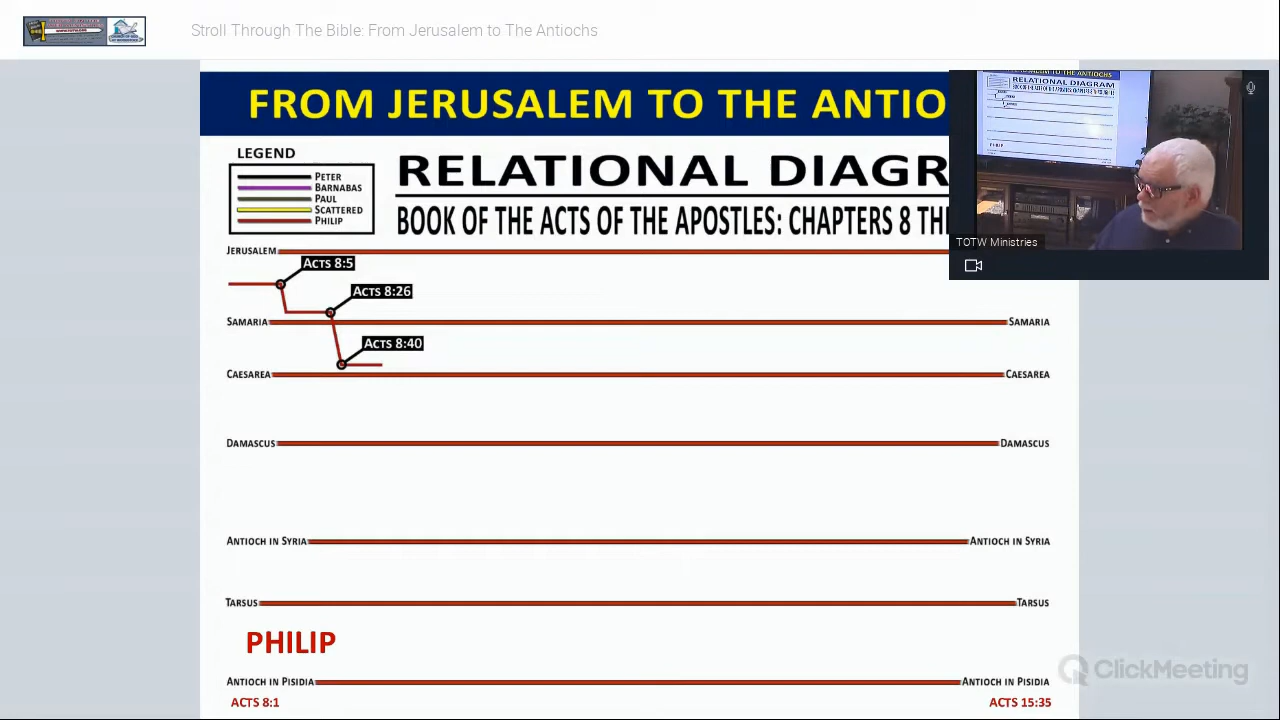 Stroll Through The Bible: From Jerusalem to The Antiochs
FROM JERUSALEM TO THE ANTIO
LEGEND
PETER
BARNABAS
PAUL
SCATTERED
PHILIP
RELATIONAL DIAGR
BOOK OF THE ACTS OF THE APOSTLES: CHAPTERS 8 TH
RELATIONAL DIAGRAM
TOTW Ministries
JERUSALEM
ACTS 8:5
ACTS 8:26
SAMARIA SAMARIA
ACTS 8:40
CAESAREA CAESAREA
DAMASCUS DAMASCUS
ANTIOCH IN SYRIA ANTIOCH IN SYRIA
TARSUS TARSUS
PHILIP
ClickMeeting
ANTIOCH IN PISIDIA ANTIOCH IN PISIDIA
ACTS 8:1 ACTS 15:35